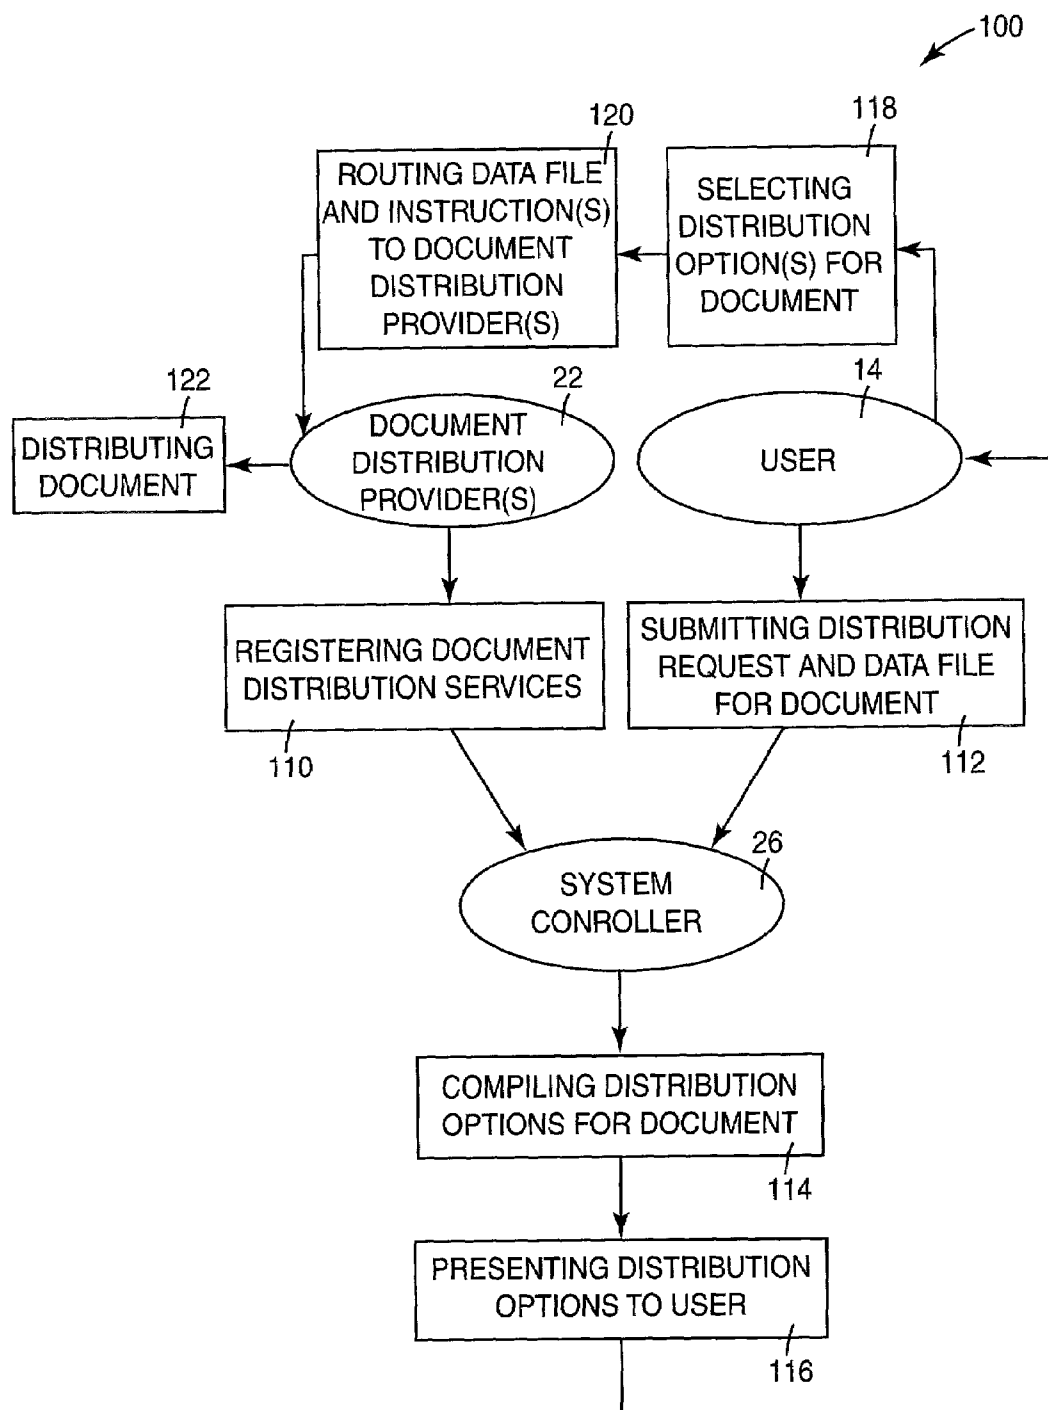 100
120
118
ROUTING DATA FILE
AND INSTRUCTION(S)
TO DOCUMENT
DISTRIBUTION
PROVIDER(S)
SELECTING
DISTRIBUTION
OPTION(S) FOR
DOCUMENT
122
22
14
DISTRIBUTING
DOCUMENT
DOCUMENT
DISTRIBUTION
PROVIDER(S)
USER
REGISTERING DOCUMENT
DISTRIBUTION SERVICES
110
SUBMITTING DISTRIBUTION
REQUEST AND DATA FILE
FOR DOCUMENT
112
26
SYSTEM
CONROLLER
COMPILING DISTRIBUTION
OPTIONS FOR DOCUMENT
114
PRESENTING DISTRIBUTION
OPTIONS TO USER
116